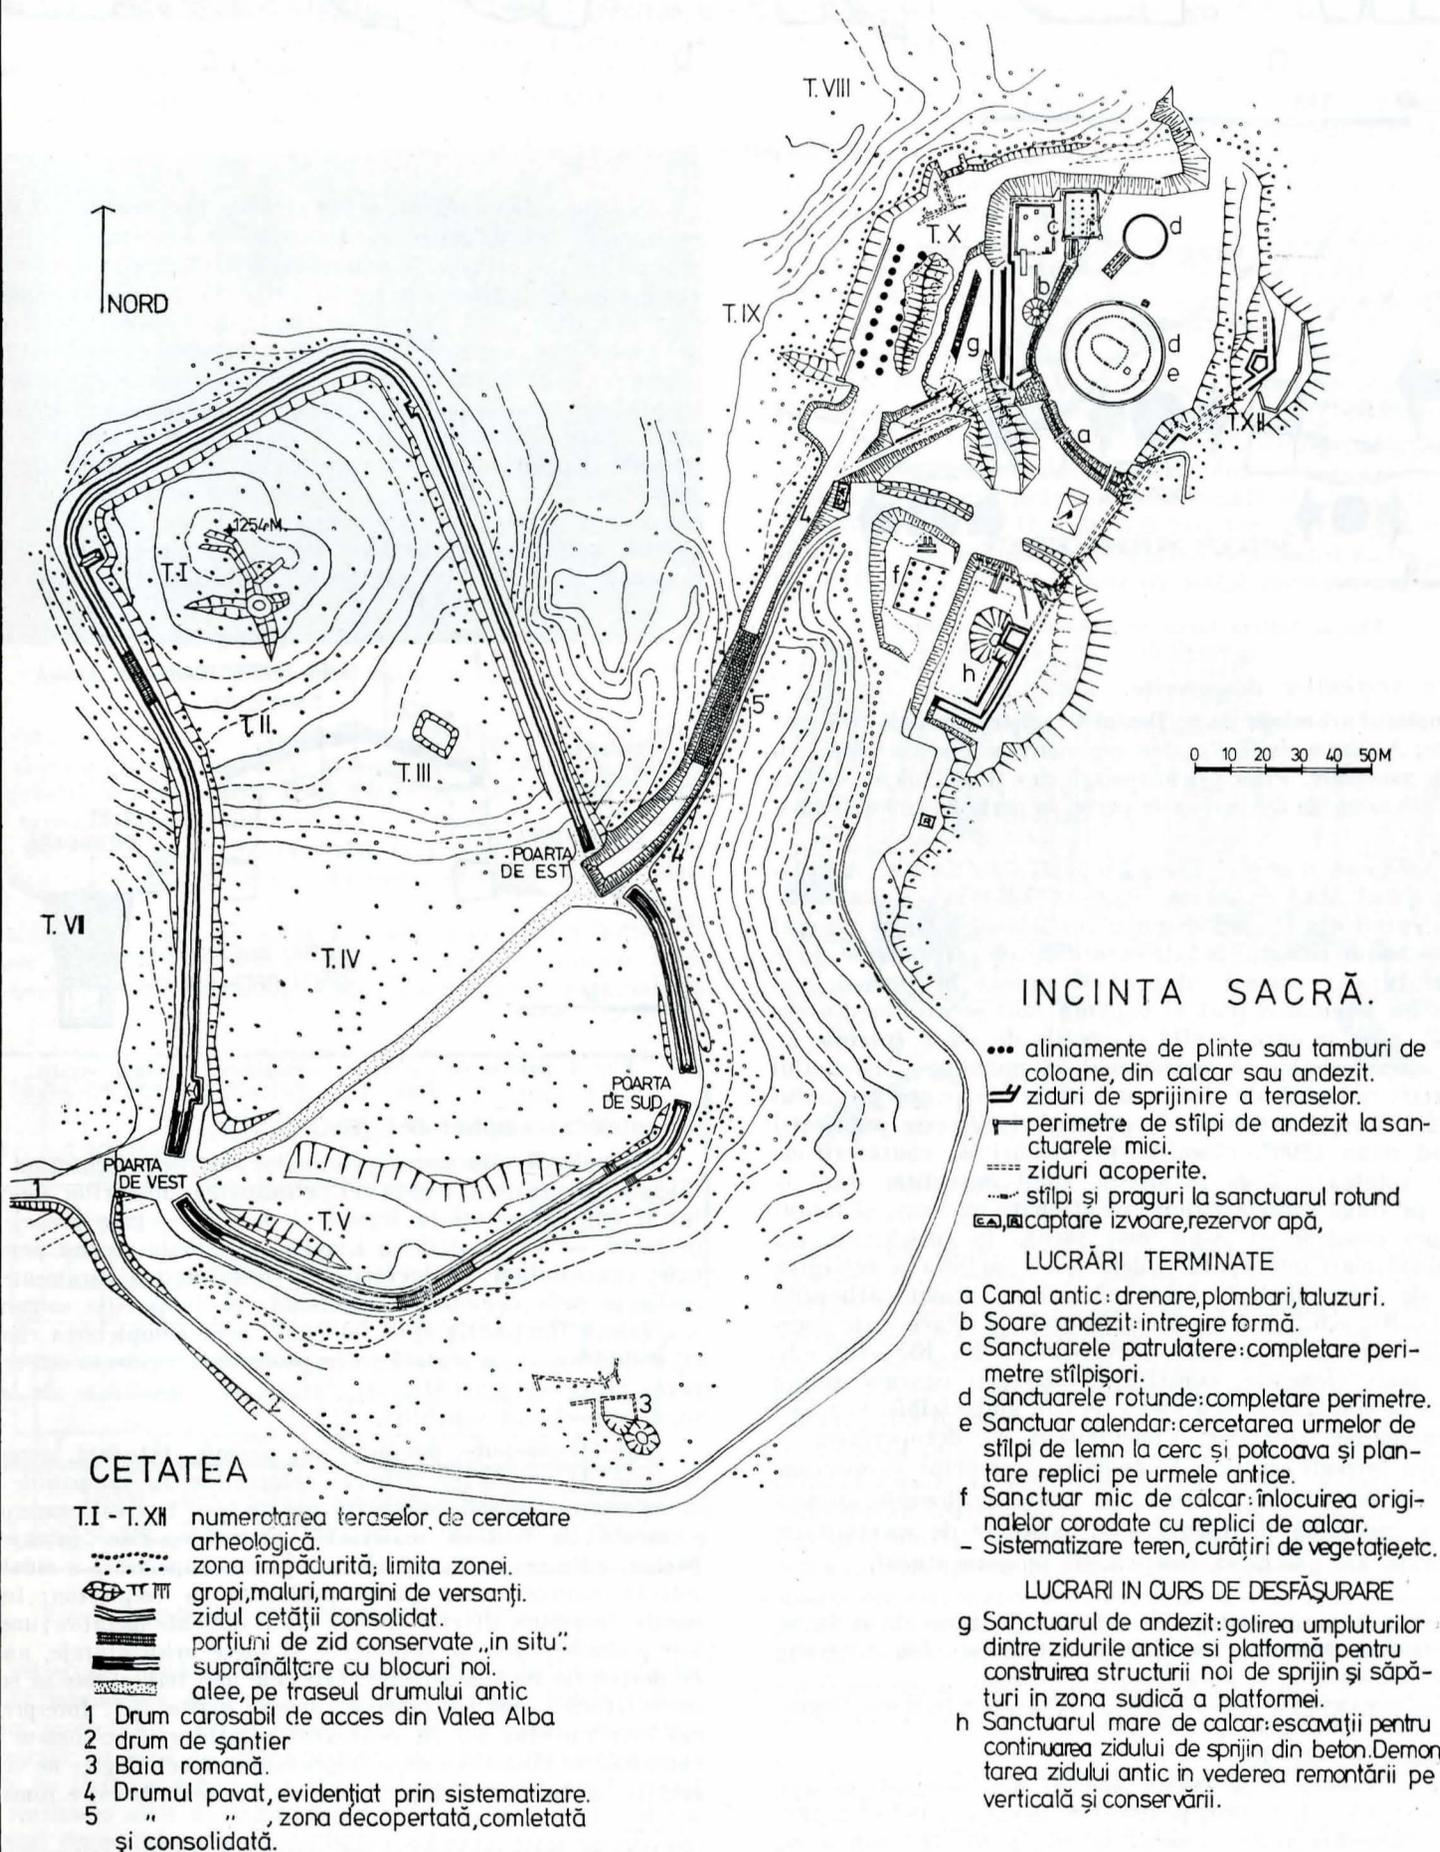 T. VIII
T. X
c
d
T. IX
b
g
d
e
NORD
a
T.XII
1254M
T.I
4
f
h
5
T.II
T. III
0 10 20 30 40 50M
POARTA
DE EST
4
T. VII
T.IV
POARTA
DE SUD
POARTA
DE VEST
1
T.V
2
3
CETATEA
T.I - T.XII numerotarea teraselor de cercetare
arheologică.
zona împădurită; limita zonei.
gropi,maluri,margini de versanți.
zidul cetății consolidat.
porțiuni de zid conservate „in situ”.
supraînălțare cu blocuri noi.
alee, pe traseul drumului antic
1 Drum carosabil de acces din Valea Alba
2 drum de șantier
3 Baia romană.
4 Drumul pavat, evidențiat prin sistematizare.
5 „ „ , zona decopertată,comletată
și consolidată.
INCINTA SACRĂ.
aliniamente de plinte sau tamburi de
coloane, din calcar sau andezit.
ziduri de sprijinire a teraselor.
perimetre de stîlpi de andezit la san-
ctuarele mici.
ziduri acoperite.
stîlpi și praguri la sanctuarul rotund
captare izvoare,rezervor apă,
LUCRARI TERMINATE
a Canal antic: drenare,plombari,taluzuri.
b Soare andezit: intregire formă.
c Sanctuarele patrulatere: completare peri-
metre stîlpișori.
d Sanctuarele rotunde: completare perimetre.
e Sanctuar calendar: cercetarea urmelor de
stîlpi de lemn la cerc și potcoava și plan-
tare replici pe urmele antice.
f Sanctuar mic de calcar: înlocuirea origi-
nalelor corodate cu replici de calcar.
- Sistematizare teren, curătiri de vegetație,etc.
LUCRARI IN CURS DE DESFĂȘURARE
g Sanctuarul de andezit: golirea umpluturilor
dintre zidurile antice si platformă pentru
construirea structurii noi de sprijin și săpă-
turi in zona sudică a platformei.
h Sanctuarul mare de calcar: escavații pentru
continuarea zidului de sprijin din beton.Demon
tarea zidului antic in vederea remontării pe
verticală și conservării.